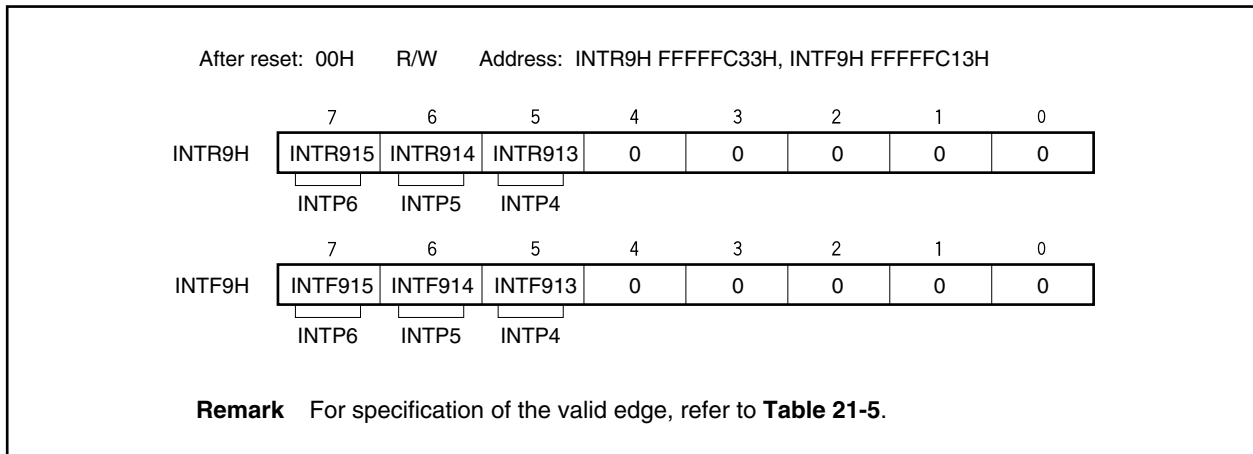 After reset: 00H R/W Address: INTR9H FFFFFC33H, INTF9H FFFFFC13H
7 6 5 4 3 2 1 0
INTR9H INTR915 INTR914 INTR913 0 0 0 0 0
INTP6 INTP5 INTP4
7 6 5 4 3 2 1 0
INTF9H INTF915 INTF914 INTF913 0 0 0 0 0
INTP6 INTP5 INTP4
Remark For specification of the valid edge, refer to Table 21-5.